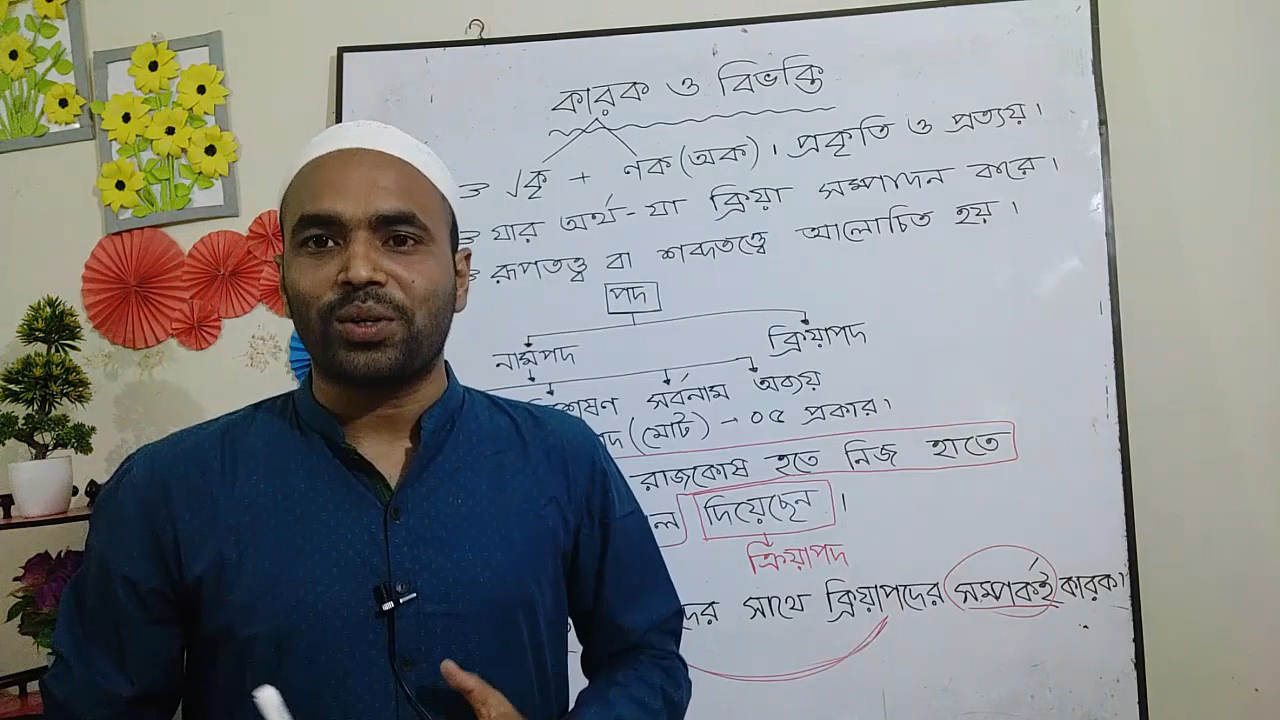 কারক ও বিভক্তি
√কৃ + ণক (অক) । প্রকৃতি ও প্রত্যয় ।
যার অর্থ - যা ক্রিয়া সম্পাদন করে ।
রূপতত্ত্ব বা শব্দতত্ত্বে আলোচিত হয় ।
পদ
নামপদ ক্রিয়াপদ
সর্বনাম অব্যয়
(মোট) - ০৫ প্রকার ।
রাজকোষ হতে নিজ হাতে
দিয়েছেন ।
ক্রিয়াপদ
সাথে ক্রিয়াপদের সম্পর্কই কারক ।